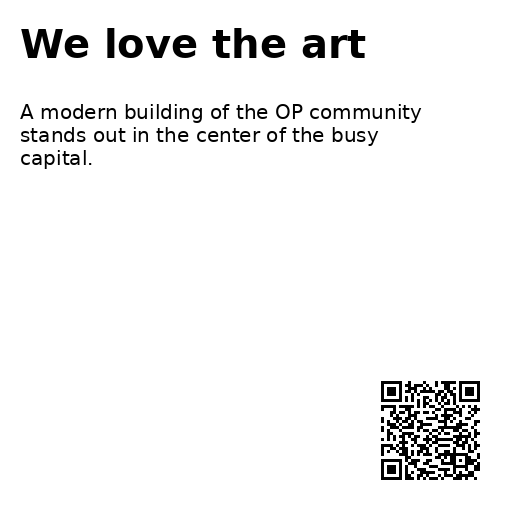 We love the art
A modern building of the OP community
stands out in the center of the busy
capital.